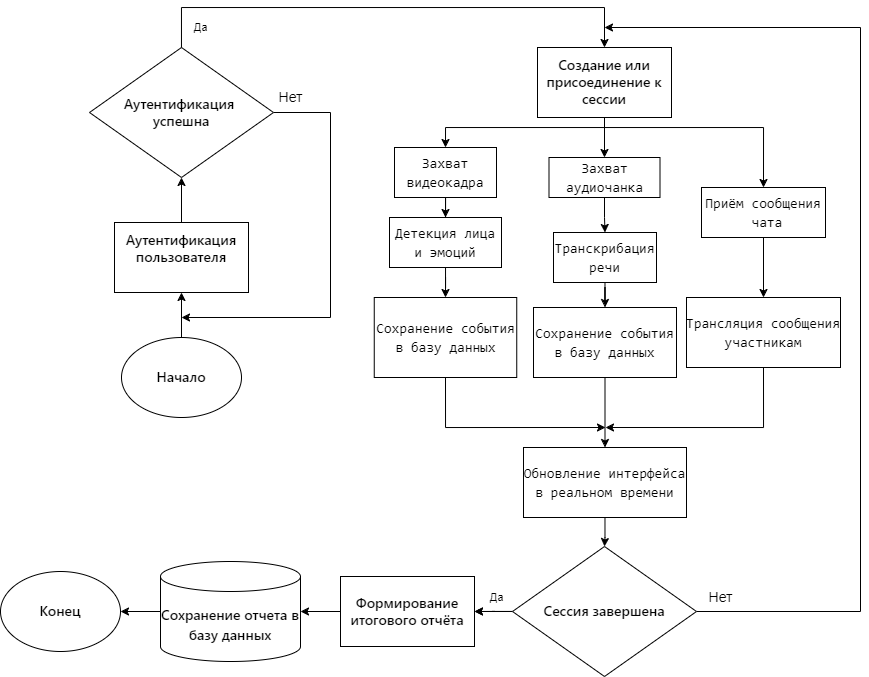 Да
Аутентификация
успешна
Нет
Аутентификация
пользователя
Начало
Создание или
присоединение к
сессии
Захват
видеокадра
Захват
аудиочанка
Приём сообщения
чата
Детекция лица
и эмоций
Транскрибация
речи
Сохранение события
в базу данных
Сохранение события
в базу данных
Трансляция сообщения
участникам
Обновление интерфейса
в реальном времени
Сессия завершена
Нет
Да
Формирование
итогового отчёта
Сохранение отчета в
базу данных
Конец